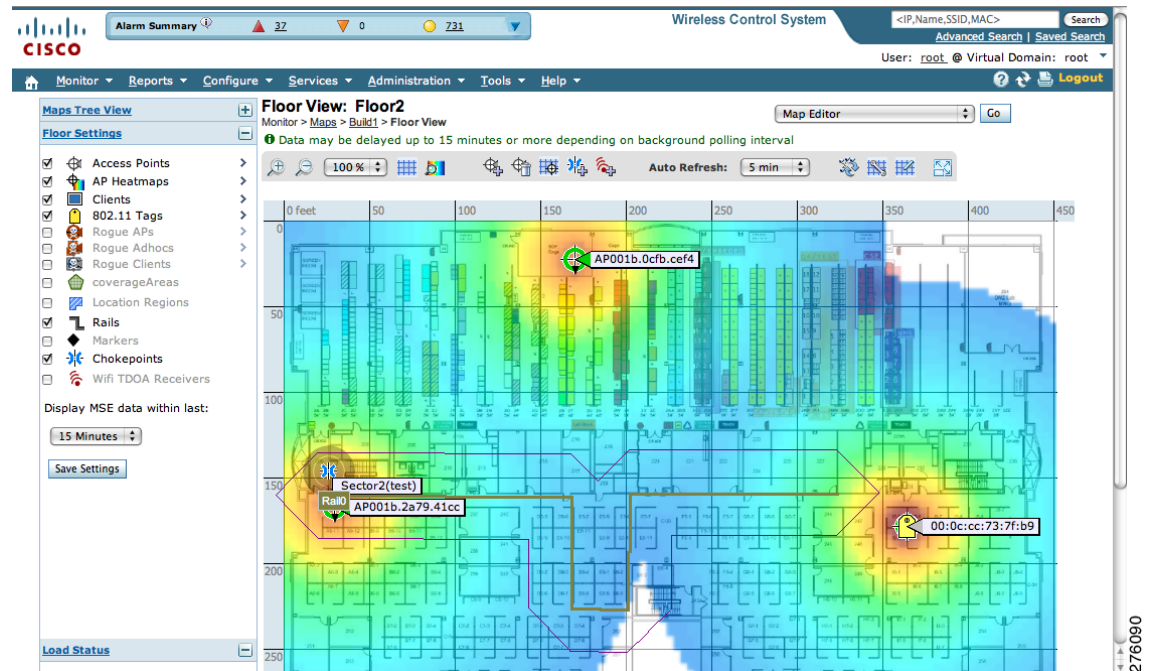 CISCO
Alarm Summary
37
0
731
Wireless Control System
<IP,Name,SSID,MAC>
Search
Advanced Search | Saved Search
User: root @ Virtual Domain: root
Monitor Reports Configure Services Administration Tools Help
Logout
Maps Tree View
Floor Settings
Access Points
AP Heatmaps
Clients
802.11 Tags
Rogue APs
Rogue Adhocs
Rogue Clients
coverageAreas
Location Regions
Rails
Markers
Chokepoints
Wifi TDOA Receivers
Display MSE data within last:
15 Minutes
Save Settings
Load Status
Floor View: Floor2
Monitor > Maps > Build1 > Floor View
Data may be delayed up to 15 minutes or more depending on background polling interval
Map Editor
Go
100 %
Auto Refresh:
5 min
0 feet 50 100 150 200 250 300 350 400 450
0
50
100
150
200
250
AP001b.0cfb.cef4
Sector2(test)
Rail0
AP001b.2a79.41cc
00:0c:cc:73:7f:b9
276090